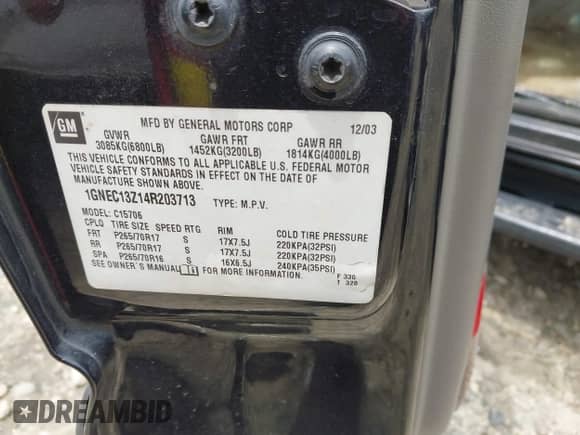 GM
MFD BY GENERAL MOTORS CORP 12/03
GVWR GAWR FRT GAWR RR
3085KG(6800LB) 1452KG(3200LB) 1814KG(4000LB)
THIS VEHICLE CONFORMS TO ALL APPLICABLE U.S. FEDERAL MOTOR
VEHICLE SAFETY STANDARDS IN EFFECT ON THE DATE OF
MANUFACTURE SHOWN ABOVE.
1GNEC13Z14R203713 TYPE: M.P.V.
MODEL: C15706
CPLQ TIRE SIZE SPEED RTG RIM COLD TIRE PRESSURE
FRT P265/70R17 S 17X7.5J 220KPA(32PSI)
RR P265/70R17 S 17X7.5J 220KPA(32PSI)
SPA P265/70R16 S 16X6.5J 240KPA(35PSI)
SEE OWNER'S MANUAL FOR MORE INFORMATION. F 330
T 328
DREAMBID